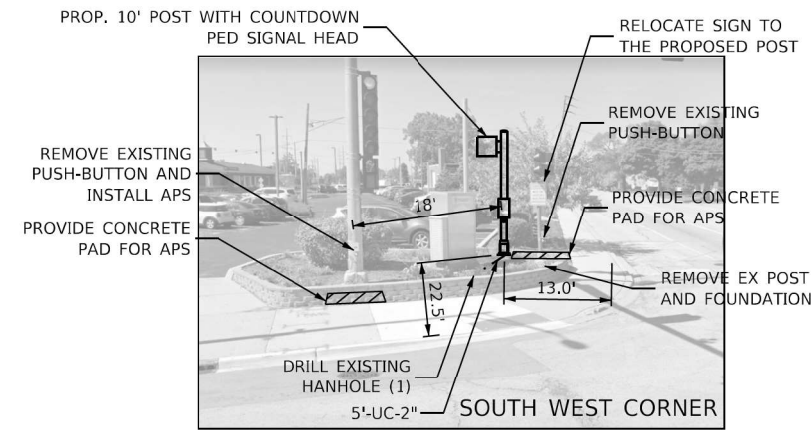 PROP. 10' POST WITH COUNTDOWN
PED SIGNAL HEAD
RELOCATE SIGN TO
THE PROPOSED POST
REMOVE EXISTING
PUSH-BUTTON
REMOVE EXISTING
PUSH-BUTTON AND
INSTALL APS
PROVIDE CONCRETE
PAD FOR APS
PROVIDE CONCRETE
PAD FOR APS
18'
22.5'
13.0'
REMOVE EX POST
AND FOUNDATION
DRILL EXISTING
HANHOLE (1)
5'-UC-2"
SOUTH WEST CORNER